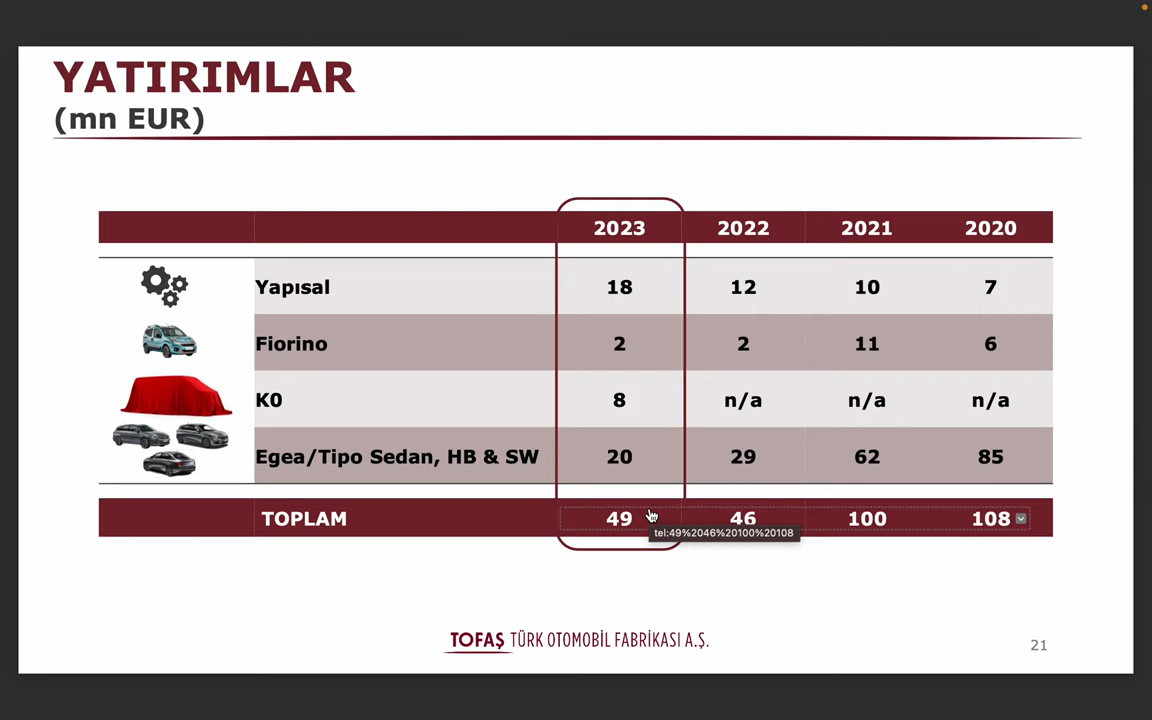 YATIRIMLAR
(mn EUR)
2023 2022 2021 2020
Yapısal 18 12 10 7
Fiorino 2 2 11 6
K0 8 n/a n/a n/a
Egea/Tipo Sedan, HB & SW 20 29 62 85
TOPLAM 49 46 100 108
tel:49%2046%20100%20108
TOFAŞ TÜRK OTOMOBİL FABRİKASI A.Ş.
21